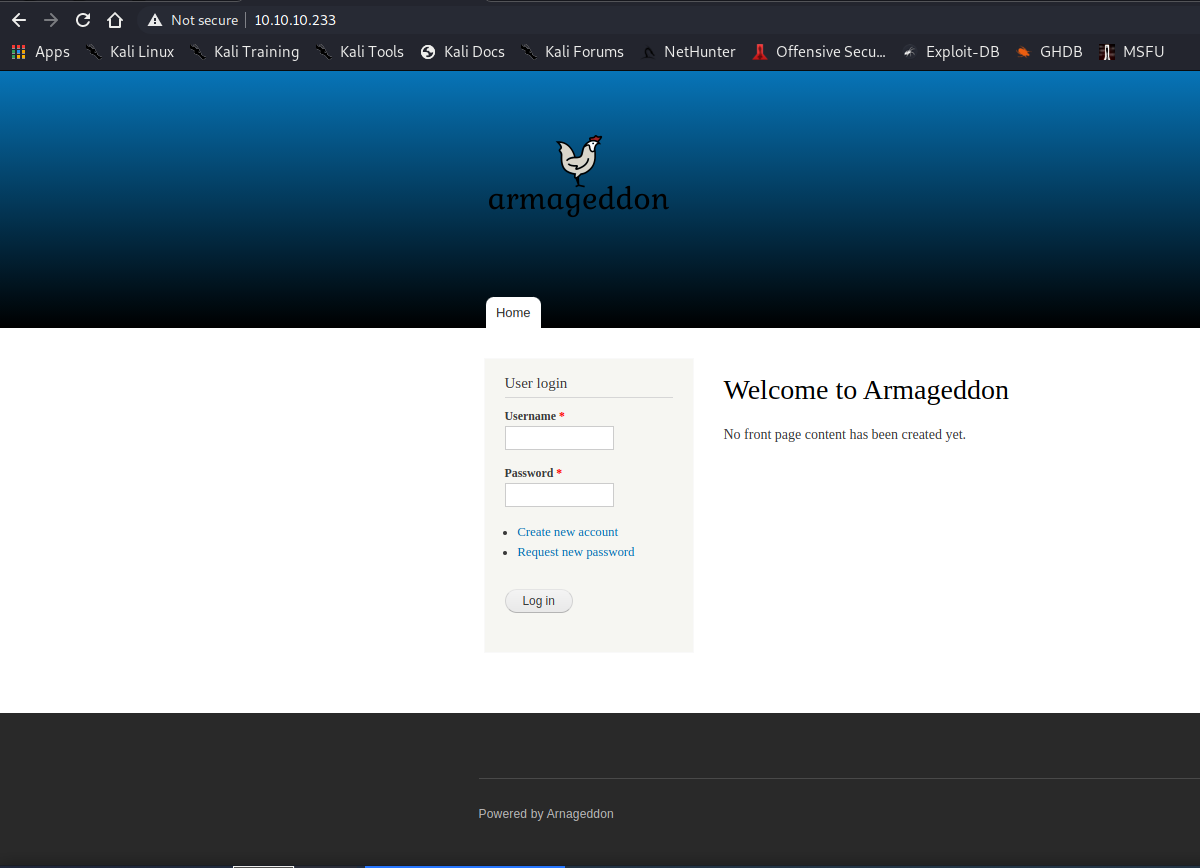 Not secure 10.10.10.233
Apps Kali Linux Kali Training Kali Tools Kali Docs Kali Forums NetHunter Offensive Secu... Exploit-DB GHDB MSFU
armageddon
Home
User login
Username *
Password *
Create new account
Request new password
Log in
Welcome to Armageddon
No front page content has been created yet.
Powered by Arnageddon